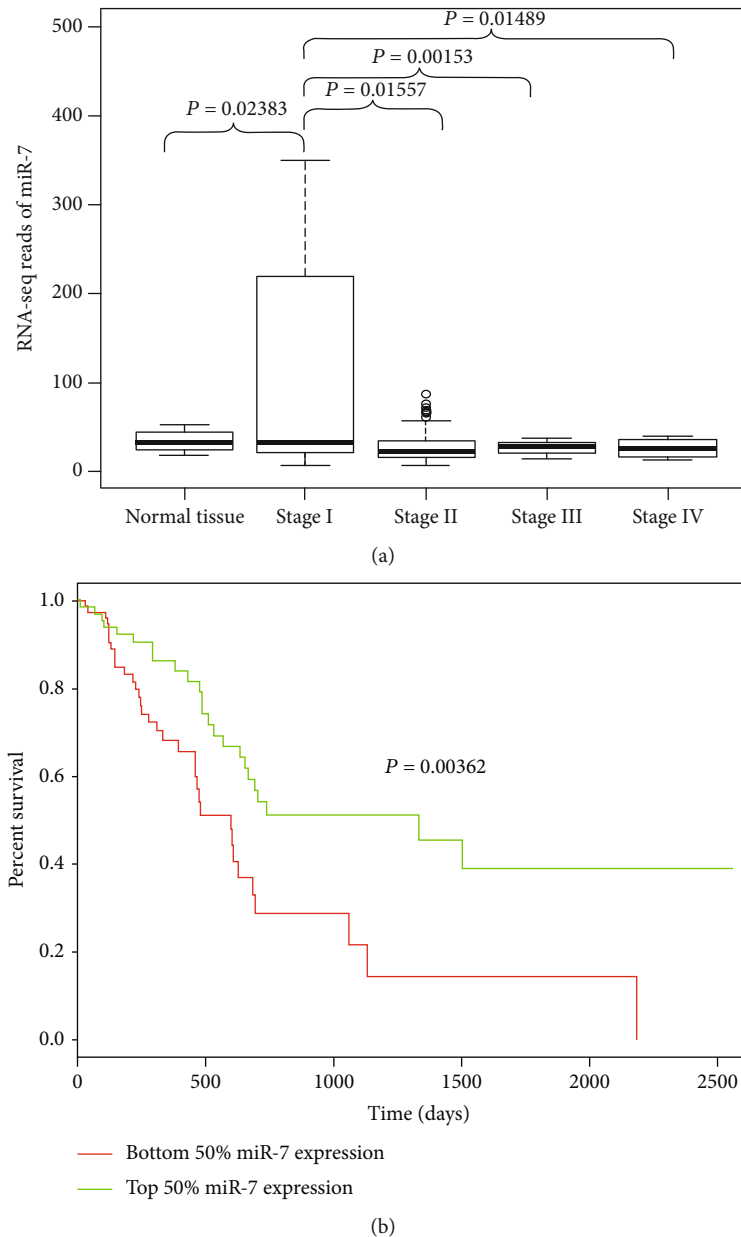 500
400
300
200
100
0
RNA-seq reads of miR-7
P = 0.01489
P = 0.00153
P = 0.01557
P = 0.02383
Normal tissue
Stage I
Stage II
Stage III
Stage IV
(a)
1.0
0.8
0.6
0.4
0.2
0.0
Percent survival
P = 0.00362
0
500
1000
1500
2000
2500
Time (days)
Bottom 50% miR-7 expression
Top 50% miR-7 expression
(b)